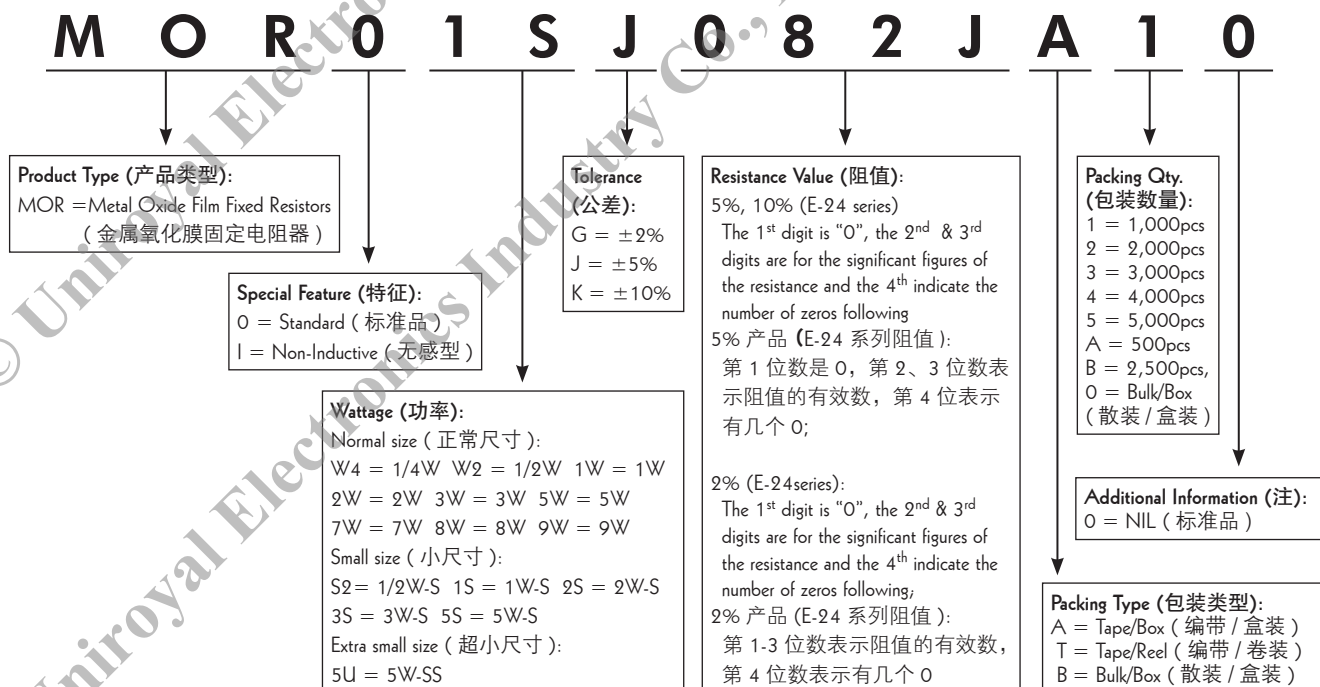 M O R 0 1 S J 0 8 2 J A 1 0
Product Type (产品类型):
MOR =Metal Oxide Film Fixed Resistors
( 金属氧化膜固定电阻器 )
Special Feature (特征):
0 = Standard ( 标准品 )
I = Non-Inductive ( 无感型 )
Wattage (功率):
Normal size ( 正常尺寸 ):
W4 = 1/4W W2 = 1/2W 1W = 1W
2W = 2W 3W = 3W 5W = 5W
7W = 7W 8W = 8W 9W = 9W
Small size ( 小尺寸 ):
S2= 1/2W-S 1S = 1W-S 2S = 2W-S
3S = 3W-S 5S = 5W-S
Extra small size ( 超小尺寸 ):
5U = 5W-SS
Tolerance
(公差):
G = ±2%
J = ±5%
K = ±10%
Resistance Value (阻值):
5%, 10% (E-24 series)
The 1st digit is “0”, the 2nd & 3rd
digits are for the significant figures of
the resistance and the 4th indicate the
number of zeros following
5% 产品 (E-24 系列阻值 ):
第 1 位数是 0，第 2、3 位数表
示阻值的有效数，第 4 位表示
有几个 0;
2% (E-24series):
The 1st digit is “0”, the 2nd & 3rd
digits are for the significant figures of
the resistance and the 4th indicate the
number of zeros following;
2% 产品 (E-24 系列阻值 ):
第 1-3 位数表示阻值的有效数，
第 4 位数表示有几个 0
Packing Qty.
(包装数量):
1 = 1,000pcs
2 = 2,000pcs
3 = 3,000pcs
4 = 4,000pcs
5 = 5,000pcs
A = 500pcs
B = 2,500pcs,
0 = Bulk/Box
( 散装 / 盒装 )
Additional Information (注):
0 = NIL ( 标准品 )
Packing Type (包装类型):
A = Tape/Box ( 编带 / 盒装 )
T = Tape/Reel ( 编带 / 卷装 )
B = Bulk/Box ( 散装 / 盒装 )
© Uniroyal Electro
Uniroyal Electronics Industry Co.,